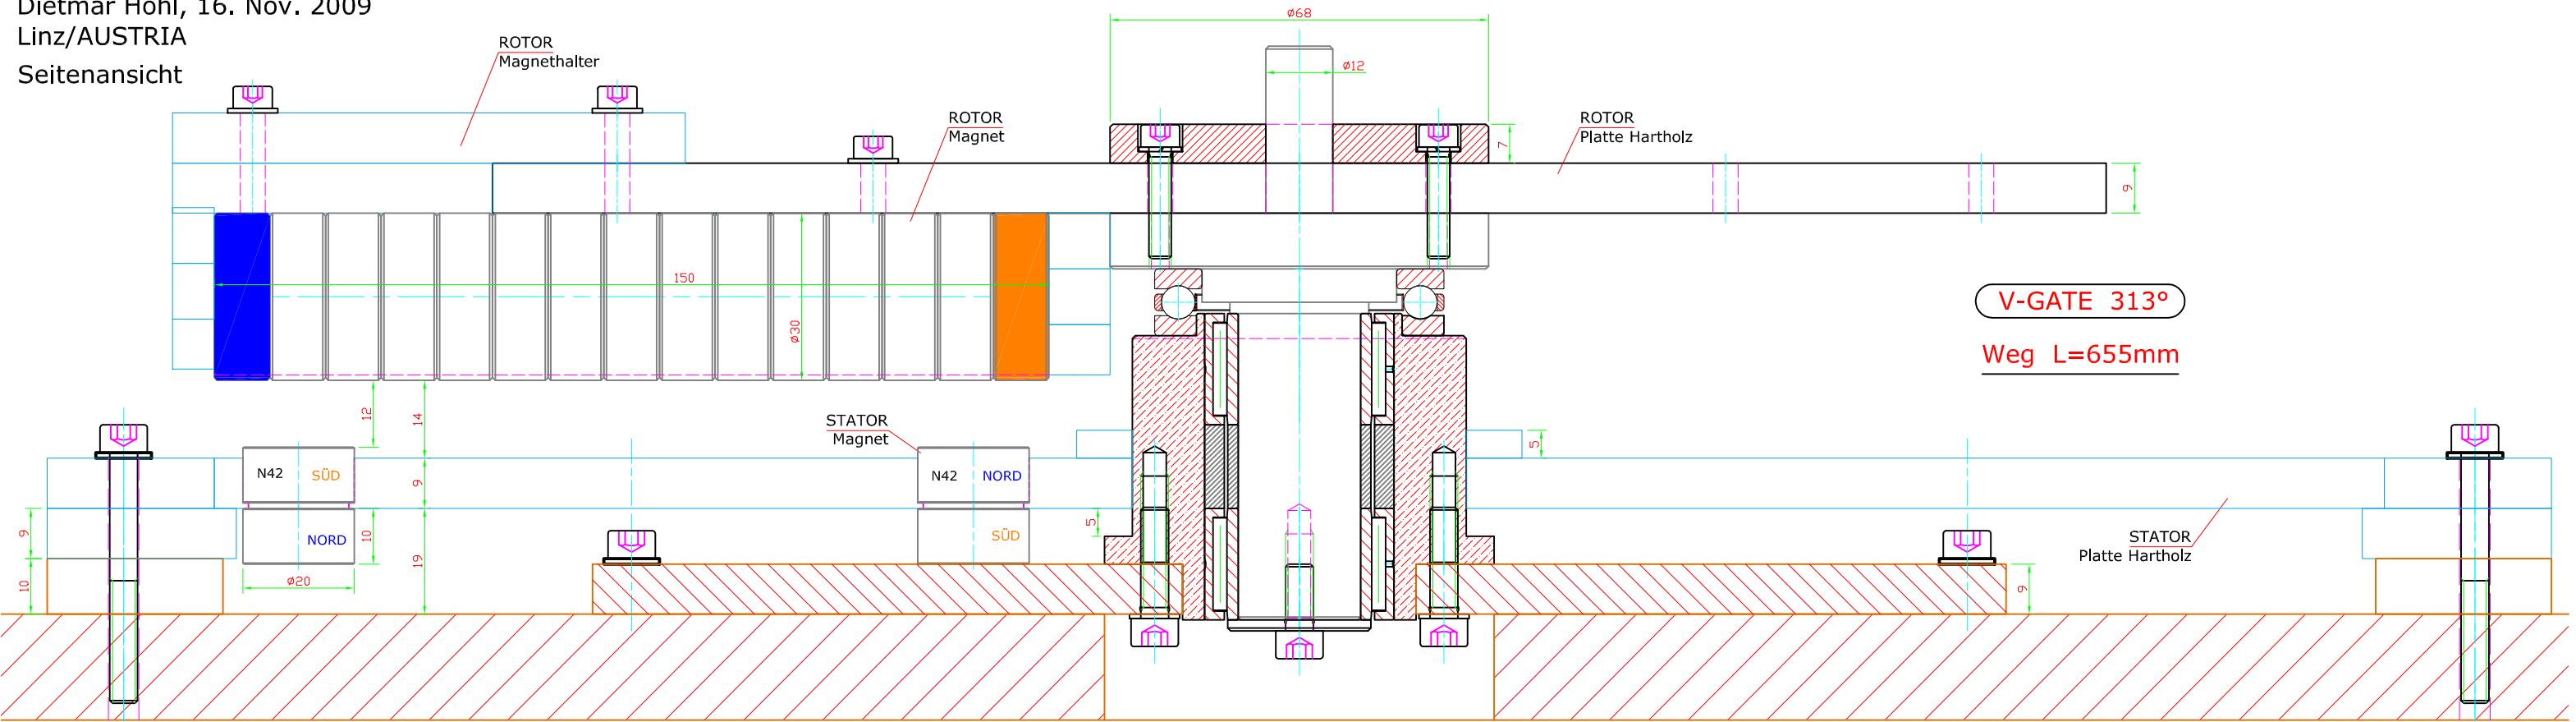 Dietmar Hohl, 16. Nov. 2009
Linz/AUSTRIA
Seitenansicht
ROTOR
Magnethalter
ROTOR
Magnet
ø68
ø12
ROTOR
Platte Hartholz
7
9
150
ø30
V-GATE 313°
Weg L=655mm
12
14
STATOR
Magnet
N42 SÜD
NORD
N42 NORD
SÜD
9
10
9
10
19
ø20
5
5
STATOR
Platte Hartholz
9